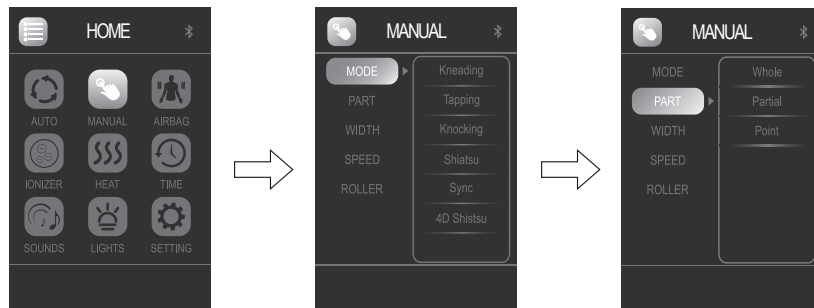 HOME
AUTO MANUAL AIRBAG
IONIZER HEAT TIME
SOUNDS LIGHTS SETTING
MANUAL
MODE Kneading
PART Tapping
WIDTH Knocking
SPEED Shiatsu
ROLLER Sync
4D Shistsu
MANUAL
MODE Whole
PART Partial
WIDTH Point
SPEED
ROLLER